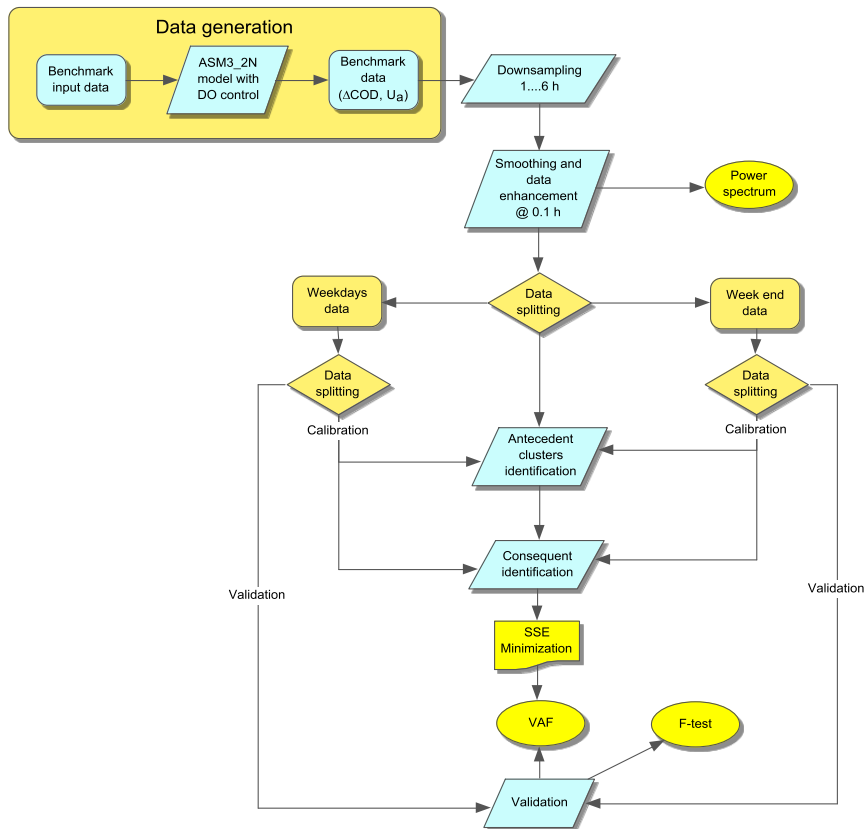 Data generation
Benchmark
input data
ASM3_2N
model with
DO control
Benchmark
data
(ΔCOD, Ua)
Downsampling
1....6 h
Smoothing and
data
enhancement
@ 0.1 h
Power
spectrum
Weekdays
data
Data
splitting
Week end
data
Data
splitting
Data
splitting
Calibration
Calibration
Antecedent
clusters
identification
Consequent
identification
Validation
Validation
SSE
Minimization
VAF
F-test
Validation